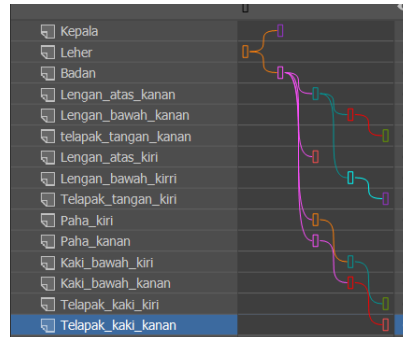 Kepala
Leher
Badan
Lengan_atas_kanan
Lengan_bawah_kanan
telapak_tangan_kanan
Lengan_atas_kiri
Lengan_bawah_kirri
Telapak_tangan_kiri
Paha_kiri
Paha_kanan
Kaki_bawah_kiri
Kaki_bawah_kanan
Telapak_kaki_kiri
Telapak_kaki_kanan